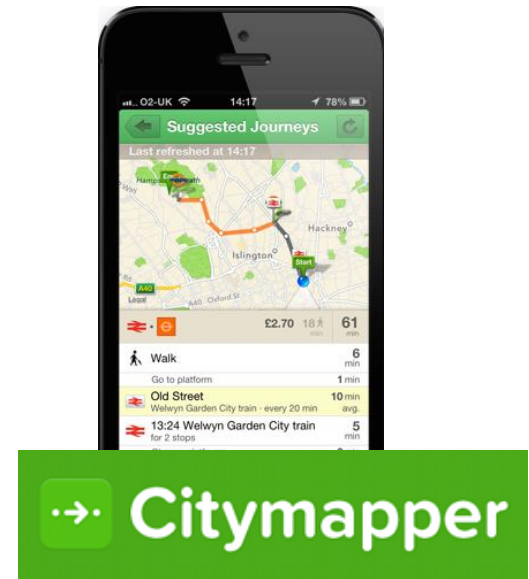 O2-UK 14:17 78%
Suggested Journeys
Last refreshed at 14:17
Hackney
Islington
Start
A40
A40 Oxford St
Legal
£2.70 18 min 61 min
Walk 6 min
Go to platform 1 min
Old Street 10 min
Welwyn Garden City train - every 20 min avg.
13:24 Welwyn Garden City train 5 min
for 2 stops
Citymapper